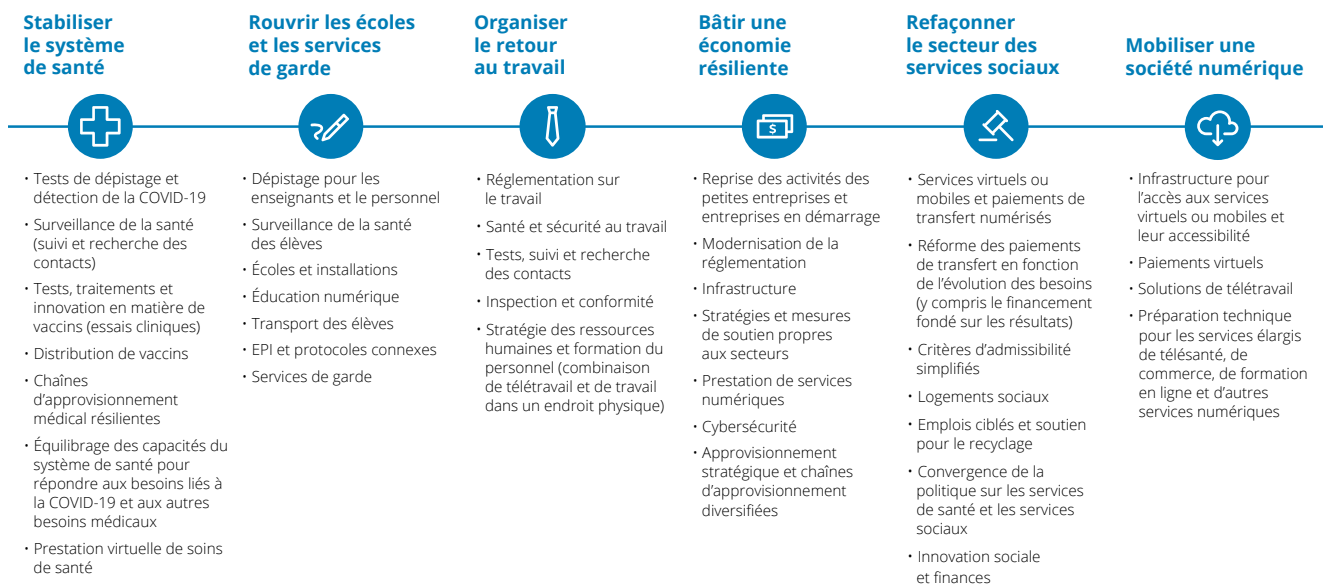 Stabiliser
le système
de santé
• Tests de dépistage et
détection de la COVID-19
• Surveillance de la santé
(suivi et recherche des
contacts)
• Tests, traitements et
innovation en matière de
vaccins (essais cliniques)
• Distribution de vaccins
• Chaînes
d’approvisionnement
médical résilientes
• Équilibrage des capacités du
système de santé pour
répondre aux besoins liés à
la COVID-19 et aux autres
besoins médicaux
• Prestation virtuelle de soins
de santé
Rouvrir les écoles
et les services
de garde
• Dépistage pour les
enseignants et le personnel
• Surveillance de la santé
des élèves
• Écoles et installations
• Éducation numérique
• Transport des élèves
• EPI et protocoles connexes
• Services de garde
Organiser
le retour
au travail
• Réglementation sur
le travail
• Santé et sécurité au travail
• Tests, suivi et recherche
des contacts
• Inspection et conformité
• Stratégie des ressources
humaines et formation du
personnel (combinaison
de télétravail et de travail
dans un endroit physique)
Bâtir une
économie
résiliente
$
• Reprise des activités des
petites entreprises et
entreprises en démarrage
• Modernisation de la
réglementation
• Infrastructure
• Stratégies et mesures
de soutien propres
aux secteurs
• Prestation de services
numériques
• Cybersécurité
• Approvisionnement
stratégique et chaînes
d’approvisionnement
diversifiées
Refaçonner
le secteur des
services sociaux
• Services virtuels ou
mobiles et paiements de
transfert numérisés
• Réforme des paiements
de transfert en fonction
de l’évolution des besoins
(y compris le financement
fondé sur les résultats)
• Critères d’admissibilité
simplifiés
• Logements sociaux
• Emplois ciblés et soutien
pour le recyclage
• Convergence de la
politique sur les services
de santé et les services
sociaux
• Innovation sociale
et finances
Mobiliser une
société numérique
• Infrastructure pour
l’accès aux services
virtuels ou mobiles et
leur accessibilité
• Paiements virtuels
• Solutions de télétravail
• Préparation technique
pour les services élargis
de télésanté, de
commerce, de formation
en ligne et d’autres
services numériques